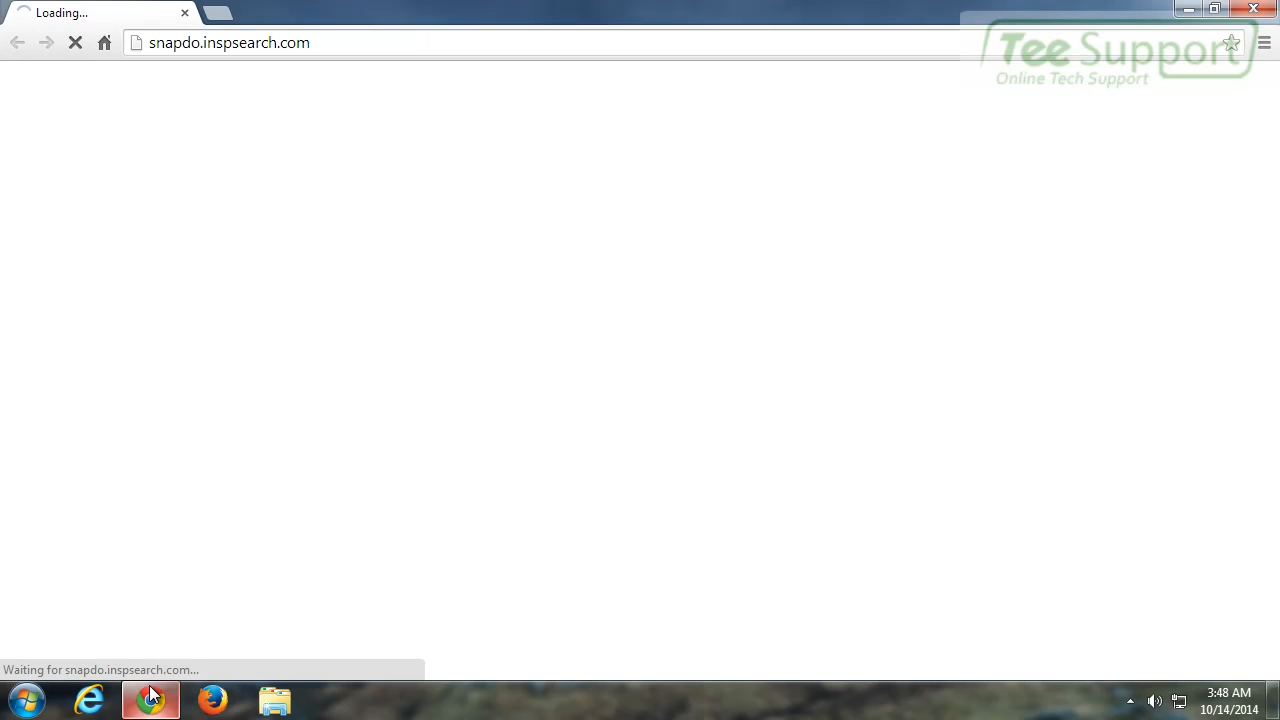 Loading...
snapdo.inspsearch.com
Tee Support
Online Tech Support
Waiting for snapdo.inspsearch.com...
3:48 AM
10/14/2014